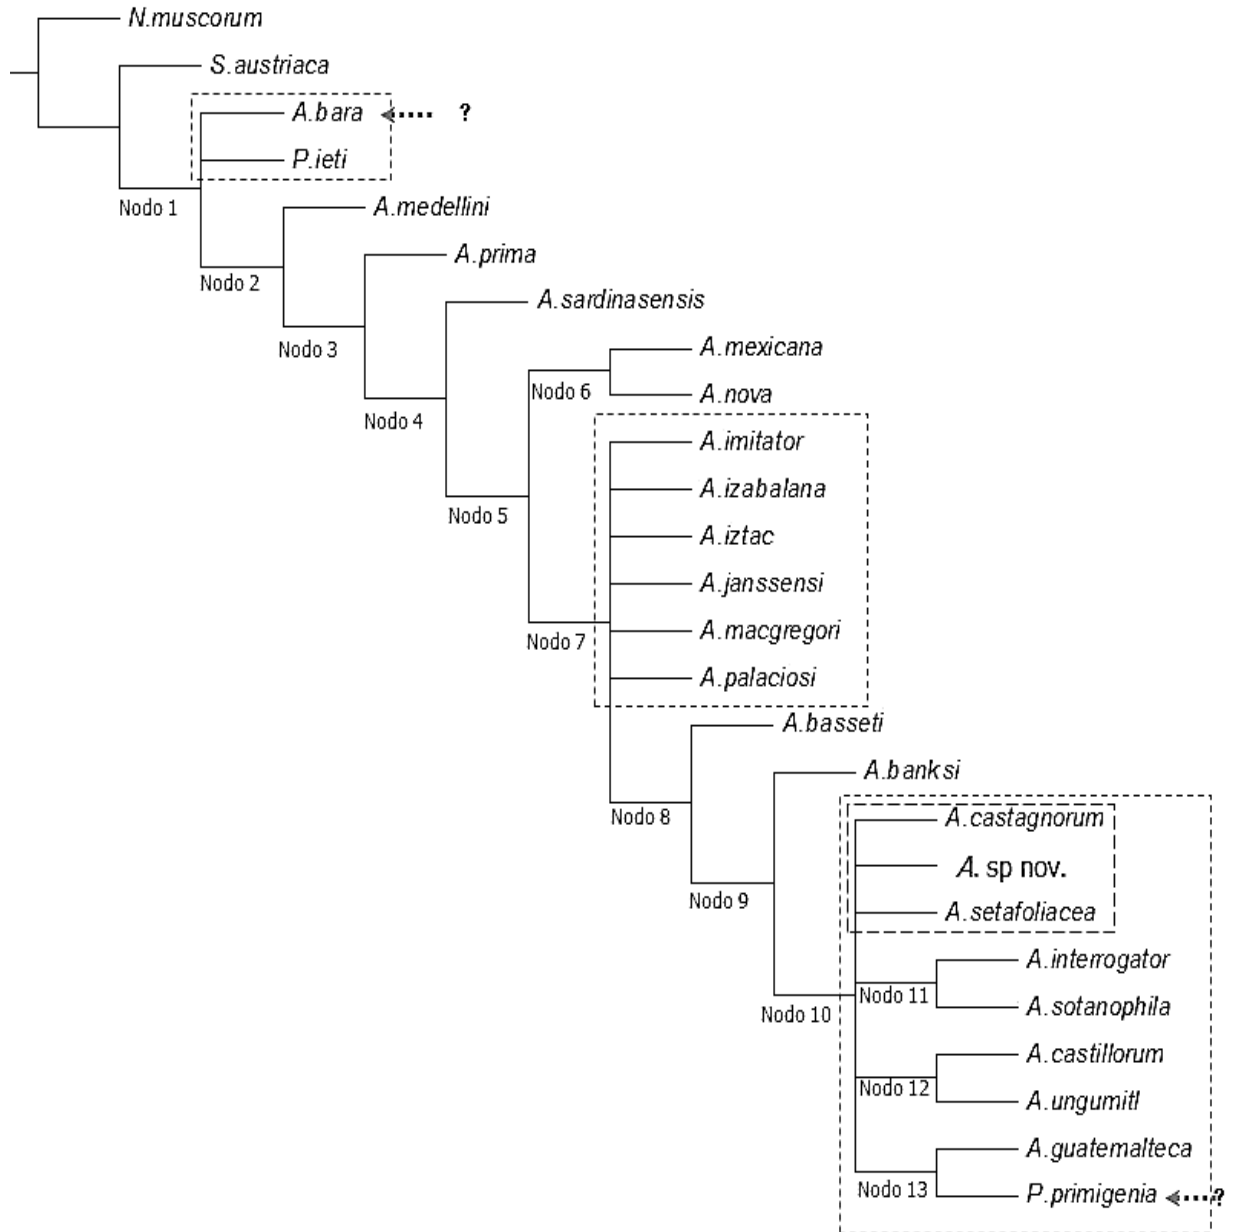 N.muscorum
S.austriaca
A.bara ?
P.ieti
Nodo 1
A.medellini
A.prima
Nodo 2
A.sardinasensis
Nodo 3
A.mexicana
Nodo 6
A.nova
Nodo 4
A.imitator
A.izabalana
Nodo 5
A.iztac
A.janssensi
A.macgregori
Nodo 7
A.palaciosi
A.basseti
A.banksi
Nodo 8
A.castagnorum
A. sp nov.
Nodo 9
A.setafoliacea
A.interrogator
Nodo 11
A.sotanophila
Nodo 10
A.castillorum
Nodo 12
A.ungumitl
A.guatemalteca
Nodo 13
P.primigenia ?